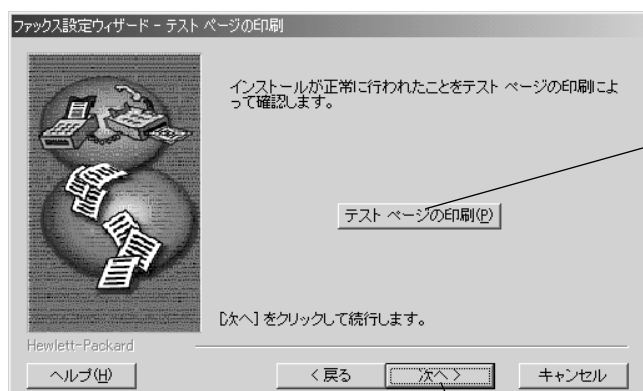 ファックス設定ウィザード - テスト ページの印刷
インストールが正常に行われたことをテスト ページの印刷によ
って確認します。
テスト ページの印刷(P)
[次へ] をクリックして続行します。
Hewlett-Packard
ヘルプ(H)
< 戻る
次へ >
キャンセル